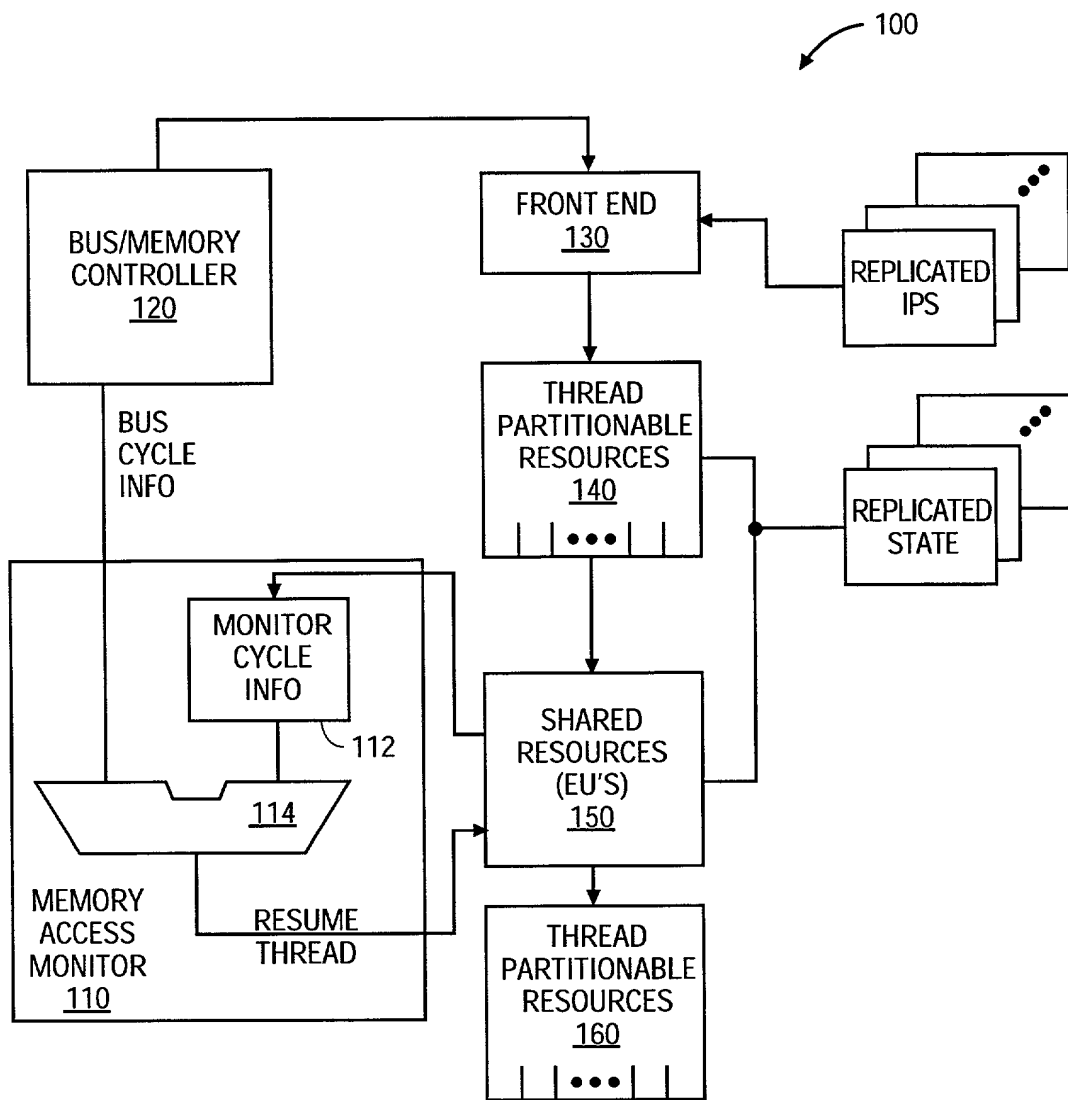 100
BUS/MEMORY
CONTROLLER
120
FRONT END
130
REPLICATED
IPS
BUS
CYCLE
INFO
THREAD
PARTITIONABLE
RESOURCES
140
REPLICATED
STATE
MONITOR
CYCLE
INFO
112
114
SHARED
RESOURCES
(EU'S)
150
MEMORY
ACCESS
MONITOR
110
RESUME
THREAD
THREAD
PARTITIONABLE
RESOURCES
160